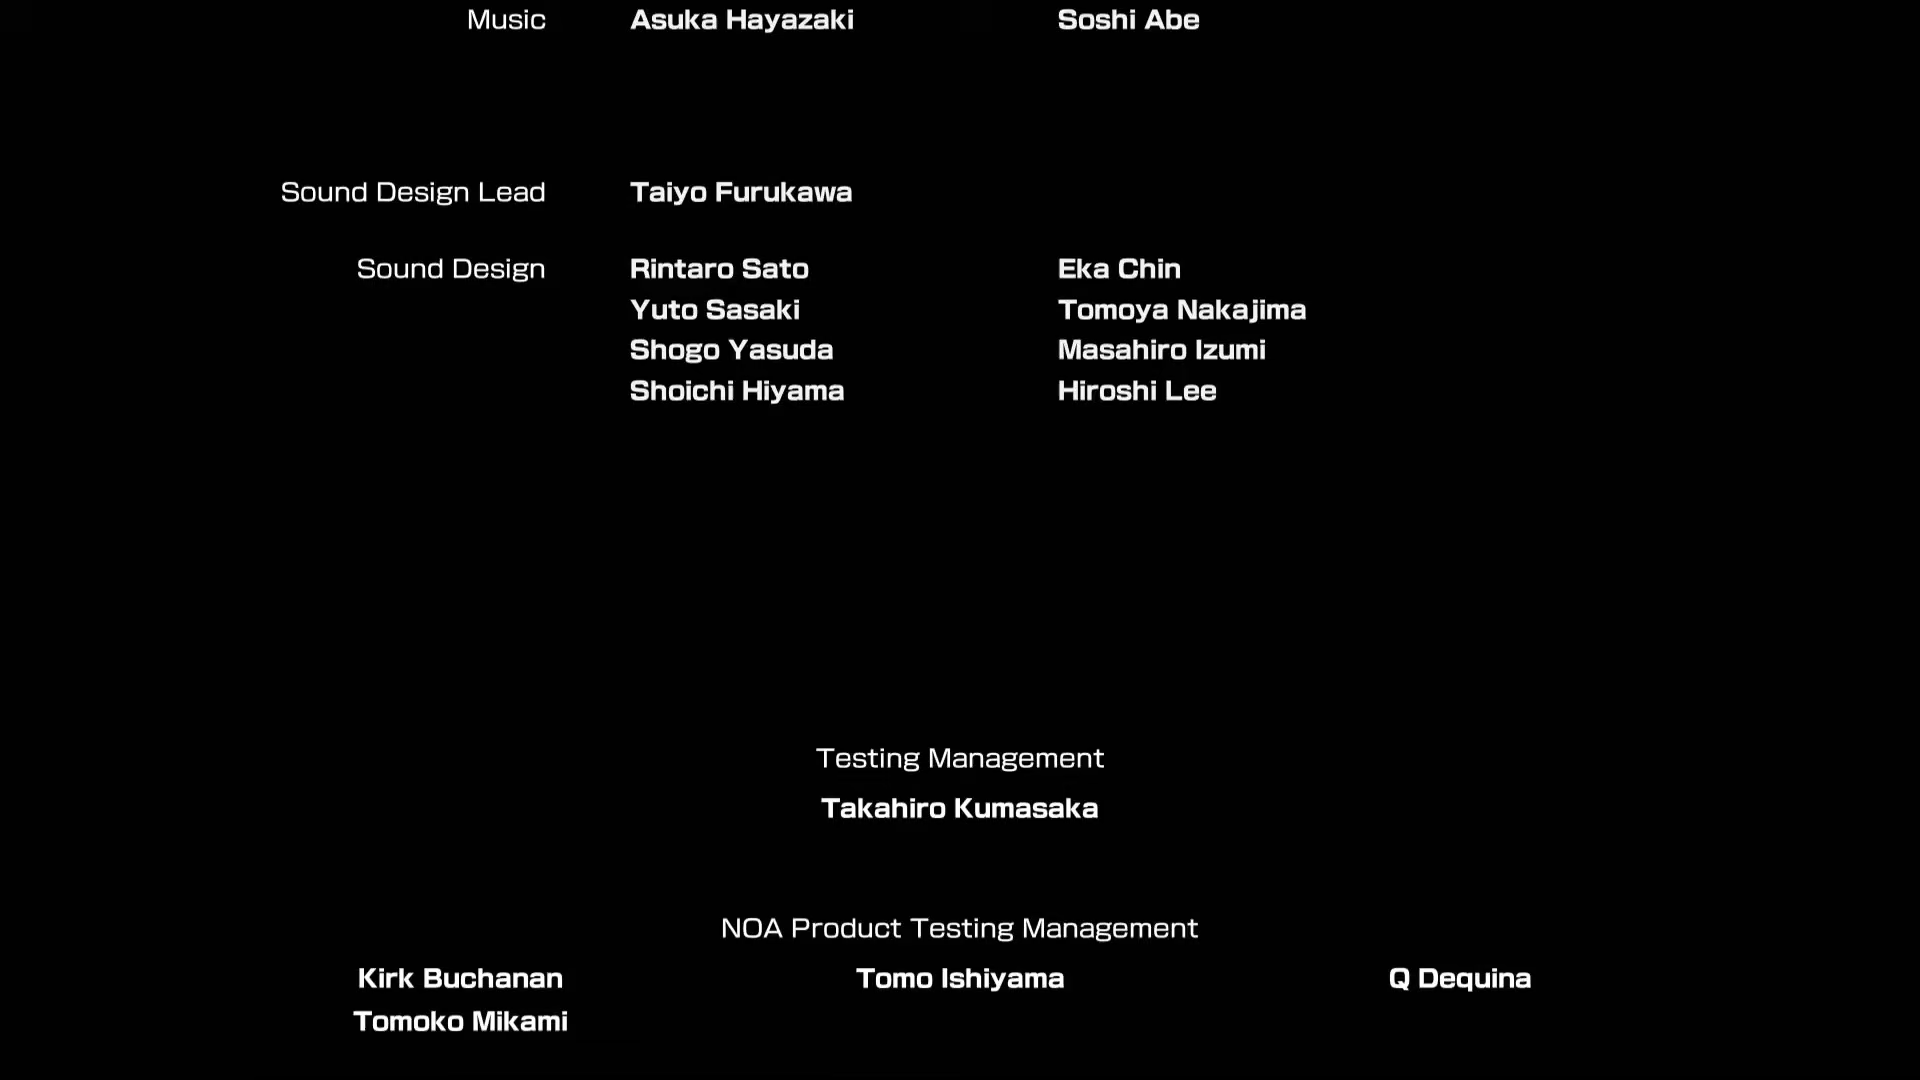 Music Asuka Hayazaki Soshi Abe
Sound Design Lead Taiyo Furukawa
Sound Design Rintaro Sato Eka Chin
Yuto Sasaki Tomoya Nakajima
Shogo Yasuda Masahiro Izumi
Shoichi Hiyama Hiroshi Lee
Testing Management
Takahiro Kumasaka
NOA Product Testing Management
Kirk Buchanan Tomo Ishiyama Q Dequina
Tomoko Mikami